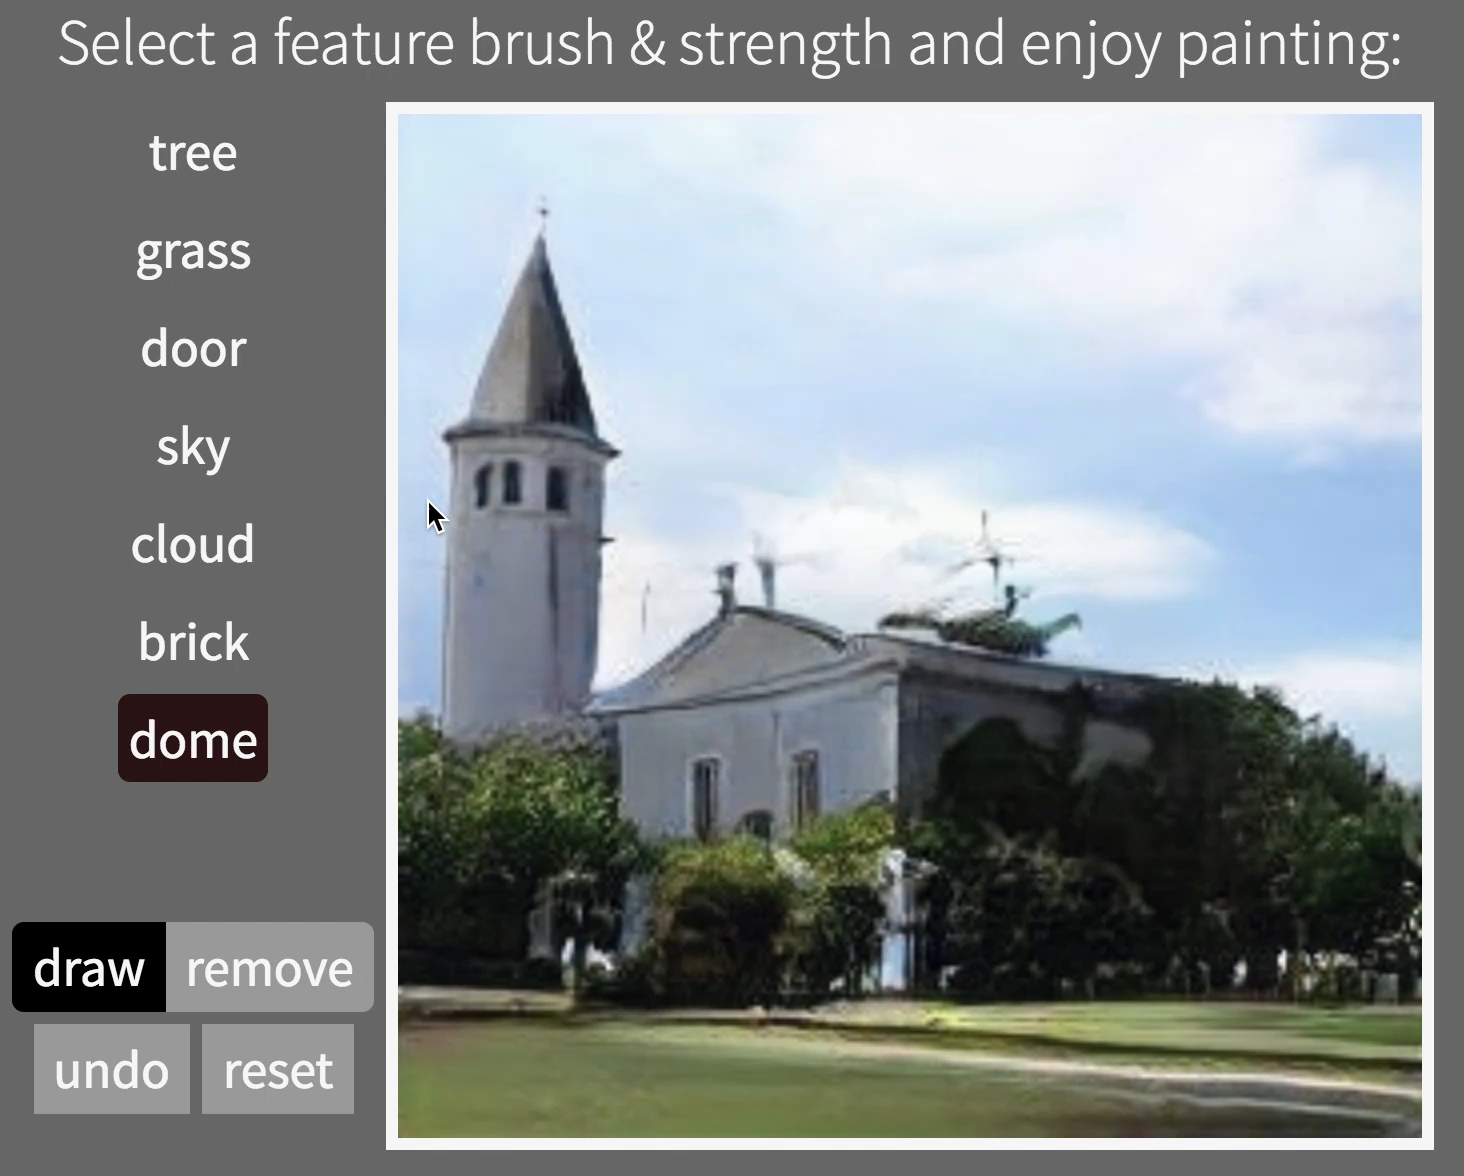 Select a feature brush & strength and enjoy painting:
tree
grass
door
sky
cloud
brick
dome
draw remove
undo reset